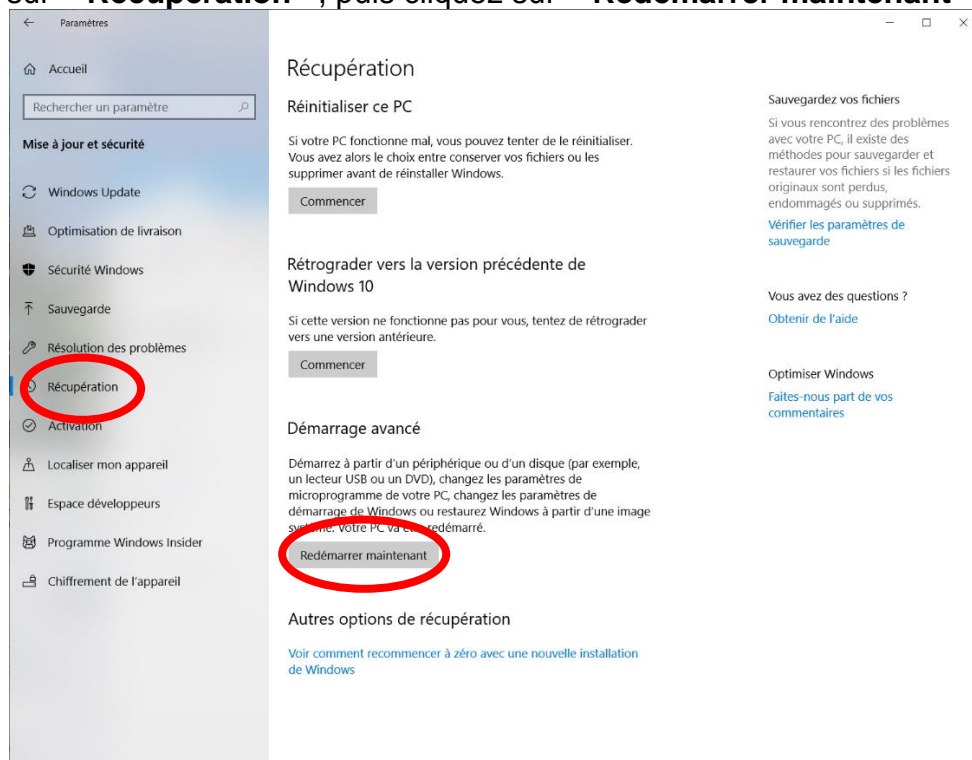 sur " Récupération " , puis cliquez sur " Redémarrer maintenant "
Paramètres
Accueil
Rechercher un paramètre
Mise à jour et sécurité
Windows Update
Optimisation de livraison
Sécurité Windows
Sauvegarde
Résolution des problèmes
Récupération
Activation
Localiser mon appareil
Espace développeurs
Programme Windows Insider
Chiffrement de l'appareil
Récupération
Réinitialiser ce PC
Si votre PC fonctionne mal, vous pouvez tenter de le réinitialiser.
Vous avez alors le choix entre conserver vos fichiers ou les
supprimer avant de réinstaller Windows.
Commencer
Rétrograder vers la version précédente de
Windows 10
Si cette version ne fonctionne pas pour vous, tentez de rétrograder
vers une version antérieure.
Commencer
Démarrage avancé
Démarrez à partir d'un périphérique ou d'un disque (par exemple,
un lecteur USB ou un DVD), changez les paramètres de
microprogramme de votre PC, changez les paramètres de
démarrage de Windows ou restaurez Windows à partir d'une image
système. Votre PC va être redémarré.
Redémarrer maintenant
Autres options de récupération
Voir comment recommencer à zéro avec une nouvelle installation
de Windows
Sauvegardez vos fichiers
Si vous rencontrez des problèmes
avec votre PC, il existe des
méthodes pour sauvegarder et
restaurer vos fichiers si les fichiers
originaux sont perdus,
endommagés ou supprimés.
Vérifier les paramètres de
sauvegarde
Vous avez des questions ?
Obtenir de l'aide
Optimiser Windows
Faites-nous part de vos
commentaires